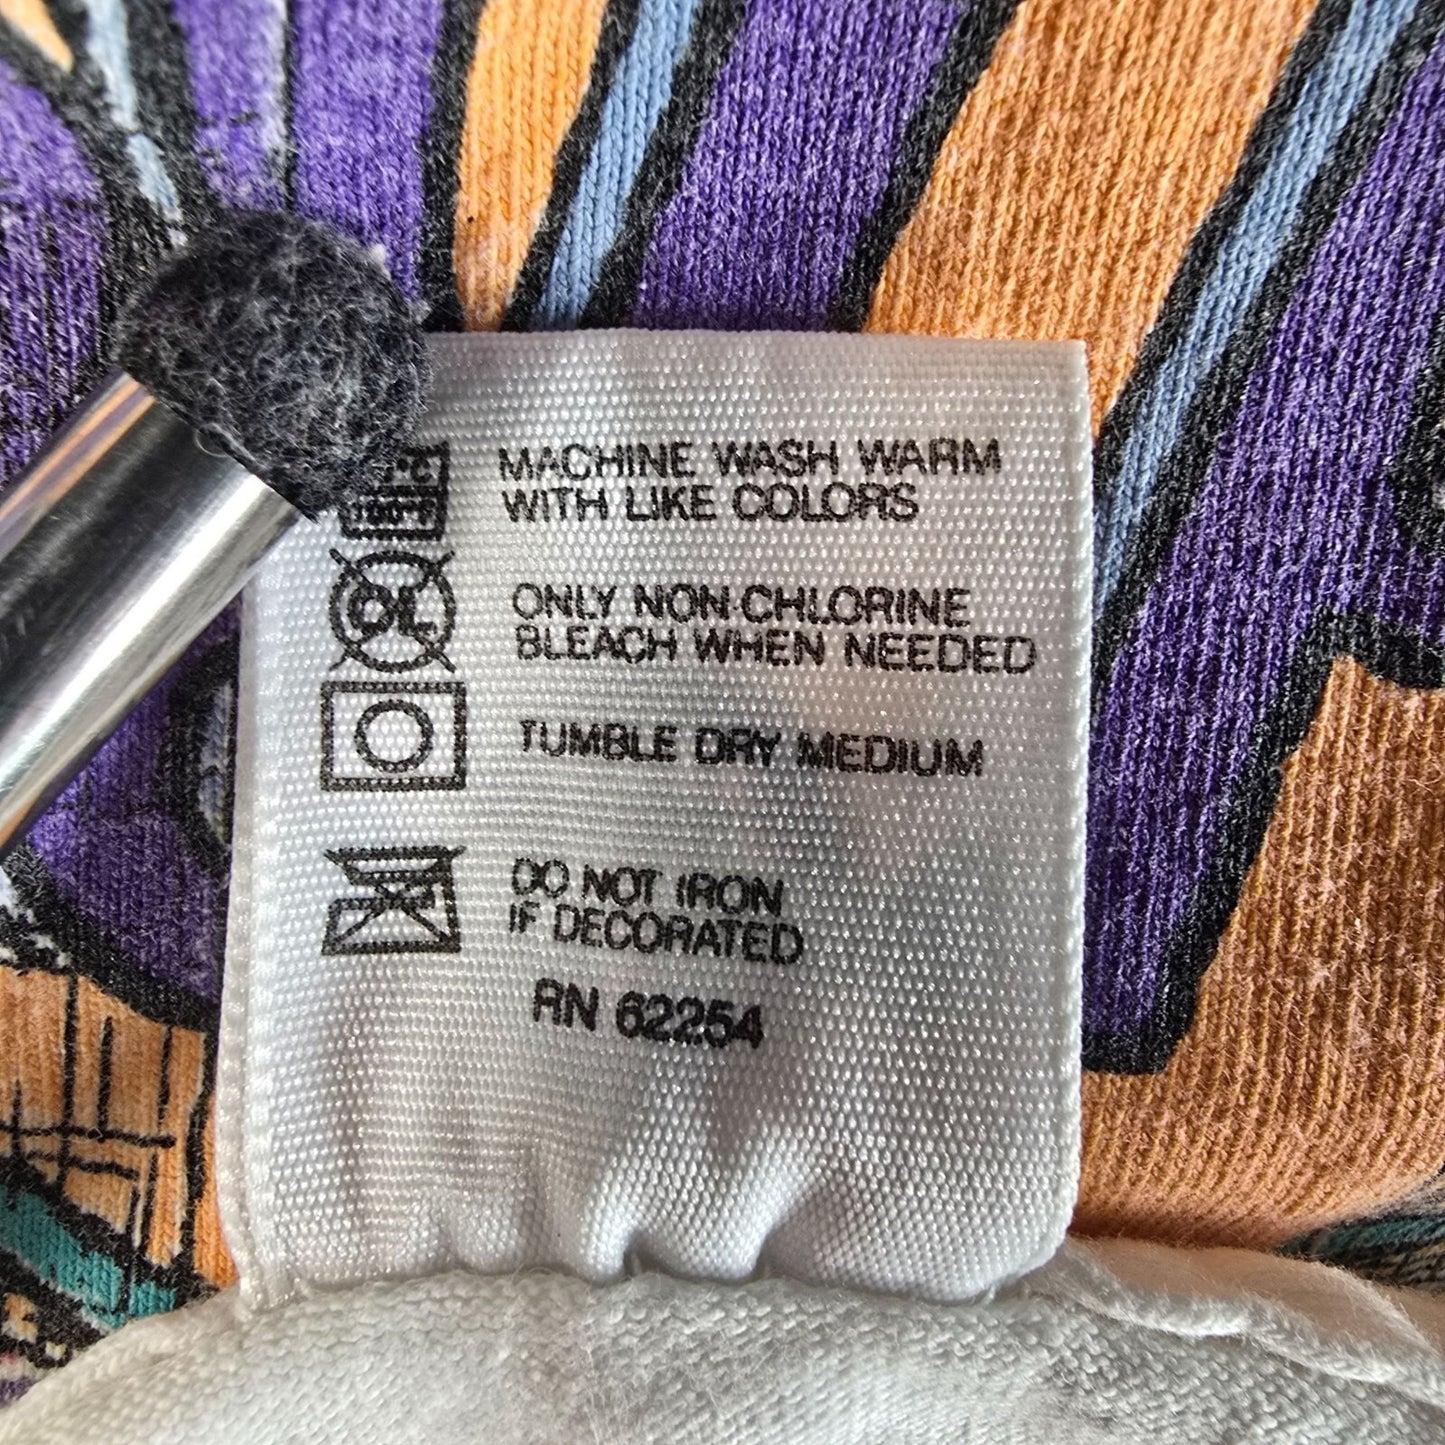 MACHINE WASH WARM
WITH LIKE COLORS
ONLY NON-CHLORINE
BLEACH WHEN NEEDED
TUMBLE DRY MEDIUM
DO NOT IRON
IF DECORATED
RN 62254